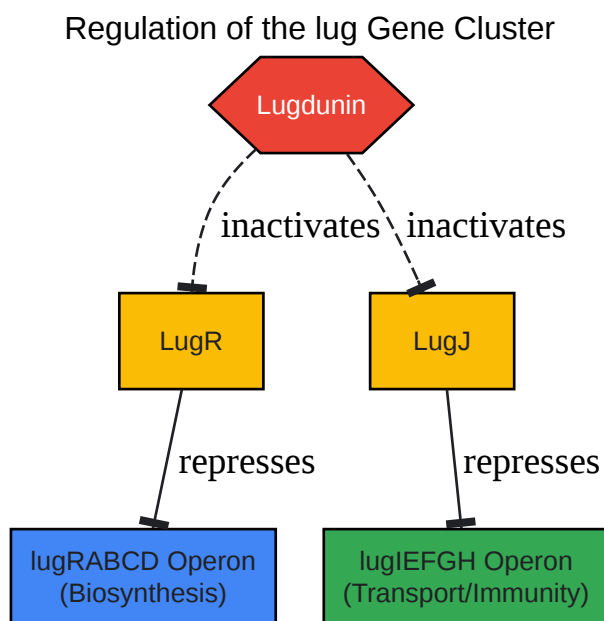 Regulation of the lug Gene Cluster
Lugdunin
inactivates inactivates
LugR
LugJ
represses
represses
lugRABCD Operon
(Biosynthesis)
lugIEFGH Operon
(Transport/Immunity)